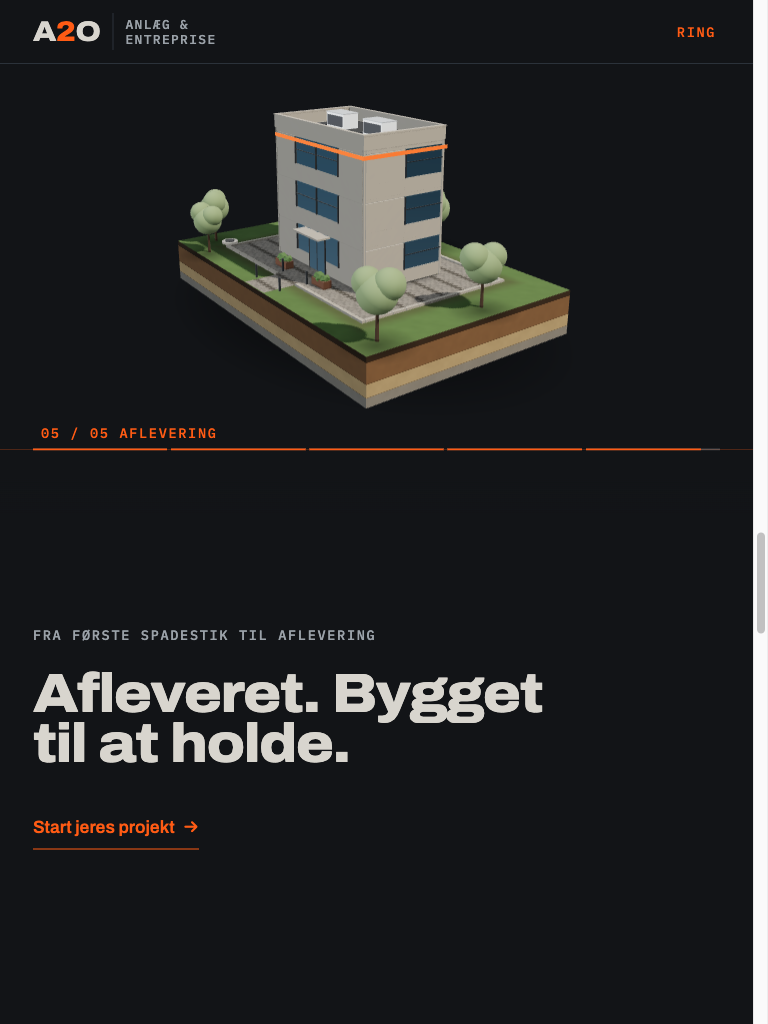 A2O
ANLÆG &
ENTREPRISE
RING
05 / 05 AFLEVERING
FRA FØRSTE SPADESTIK TIL AFLEVERING
Afleveret. Bygget
til at holde.
Start jeres projekt →